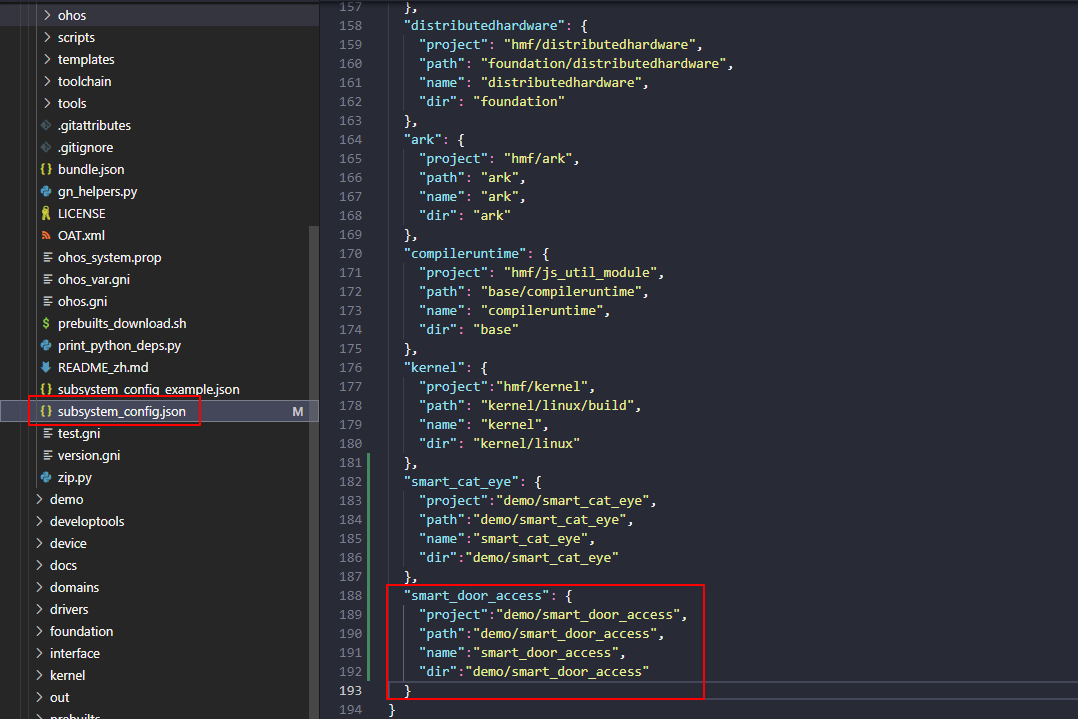 ohos
scripts
templates
toolchain
tools
.gitattributes
.gitignore
bundle.json
gn_helpers.py
LICENSE
OAT.xml
ohos_system.prop
ohos_var.gni
ohos.gni
prebuilts_download.sh
print_python_deps.py
README_zh.md
subsystem_config_example.json
subsystem_config.json M
test.gni
version.gni
zip.py
demo
developtools
device
docs
domains
drivers
foundation
interface
kernel
out
prebuilts
157 },
158 "distributedhardware": {
159 "project": "hmf/distributedhardware",
160 "path": "foundation/distributedhardware",
161 "name": "distributedhardware",
162 "dir": "foundation"
163 },
164 "ark": {
165 "project": "hmf/ark",
166 "path": "ark",
167 "name": "ark",
168 "dir": "ark"
169 },
170 "compileruntime": {
171 "project": "hmf/js_util_module",
172 "path": "base/compileruntime",
173 "name": "compileruntime",
174 "dir": "base"
175 },
176 "kernel": {
177 "project":"hmf/kernel",
178 "path": "kernel/linux/build",
179 "name": "kernel",
180 "dir": "kernel/linux"
181 },
182 "smart_cat_eye": {
183 "project":"demo/smart_cat_eye",
184 "path":"demo/smart_cat_eye",
185 "name":"smart_cat_eye",
186 "dir":"demo/smart_cat_eye"
187 },
188 "smart_door_access": {
189 "project":"demo/smart_door_access",
190 "path":"demo/smart_door_access",
191 "name":"smart_door_access",
192 "dir":"demo/smart_door_access"
193 }
194 }